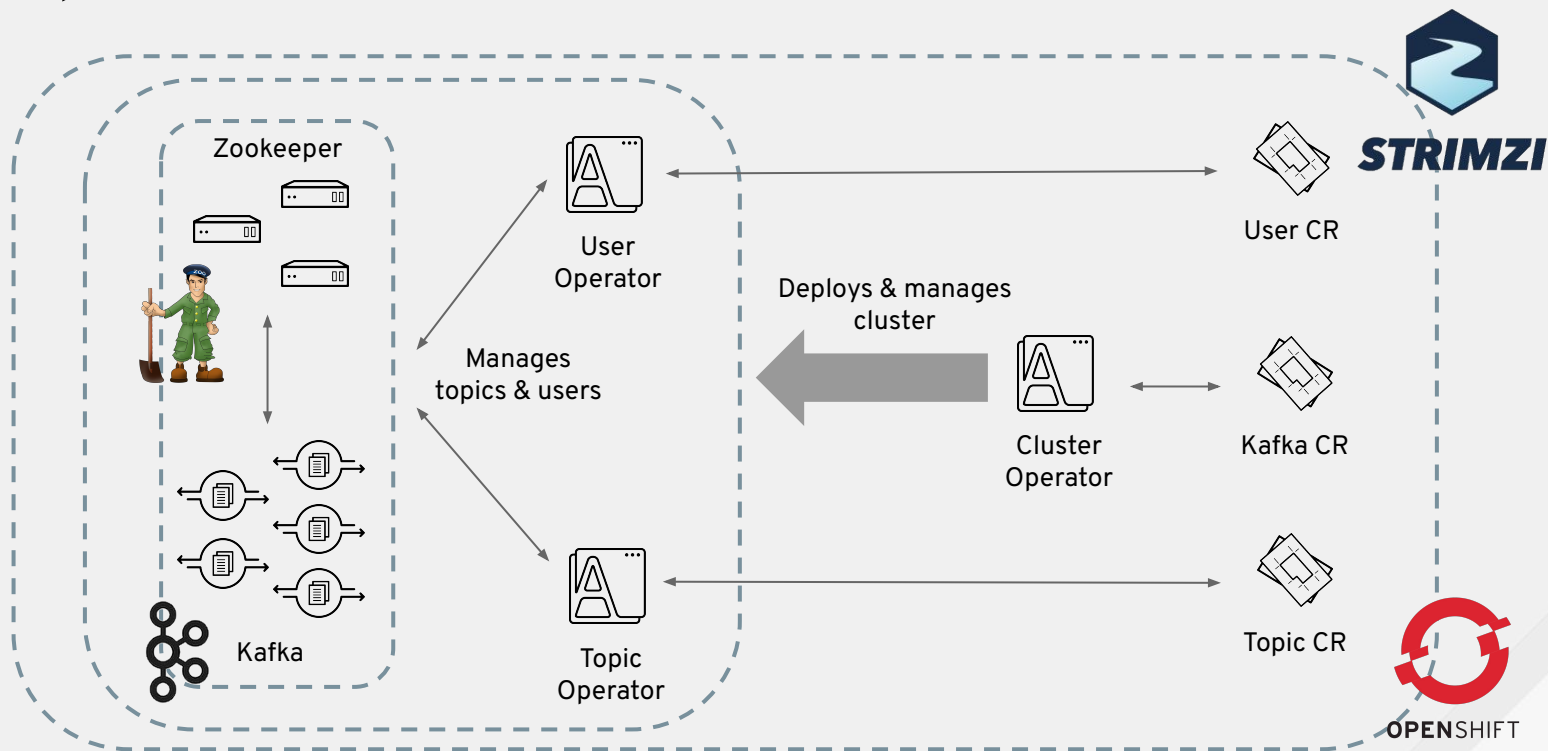 Zookeeper
ZOO
Kafka
User
Operator
Manages
topics & users
Topic
Operator
Deploys & manages
cluster
Cluster
Operator
User CR
Kafka CR
Topic CR
STRIMZI
OPENSHIFT